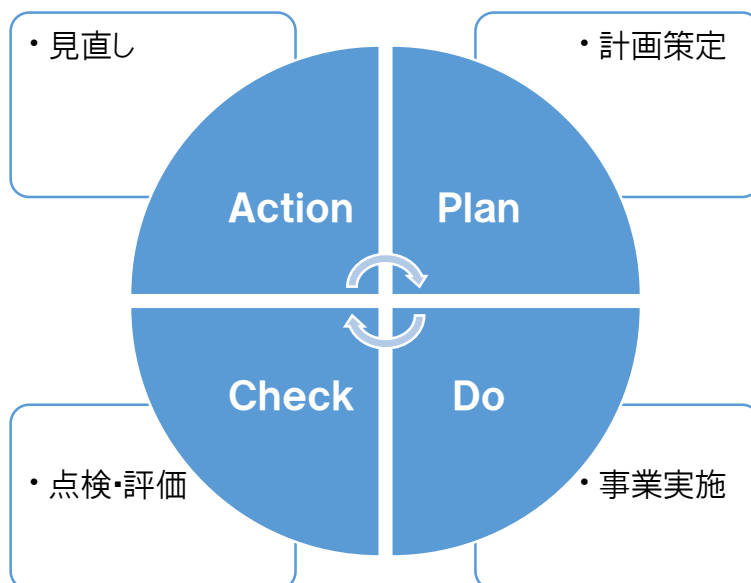 ・見直し
・計画策定
Action
Plan
Check
Do
・点検・評価
・事業実施